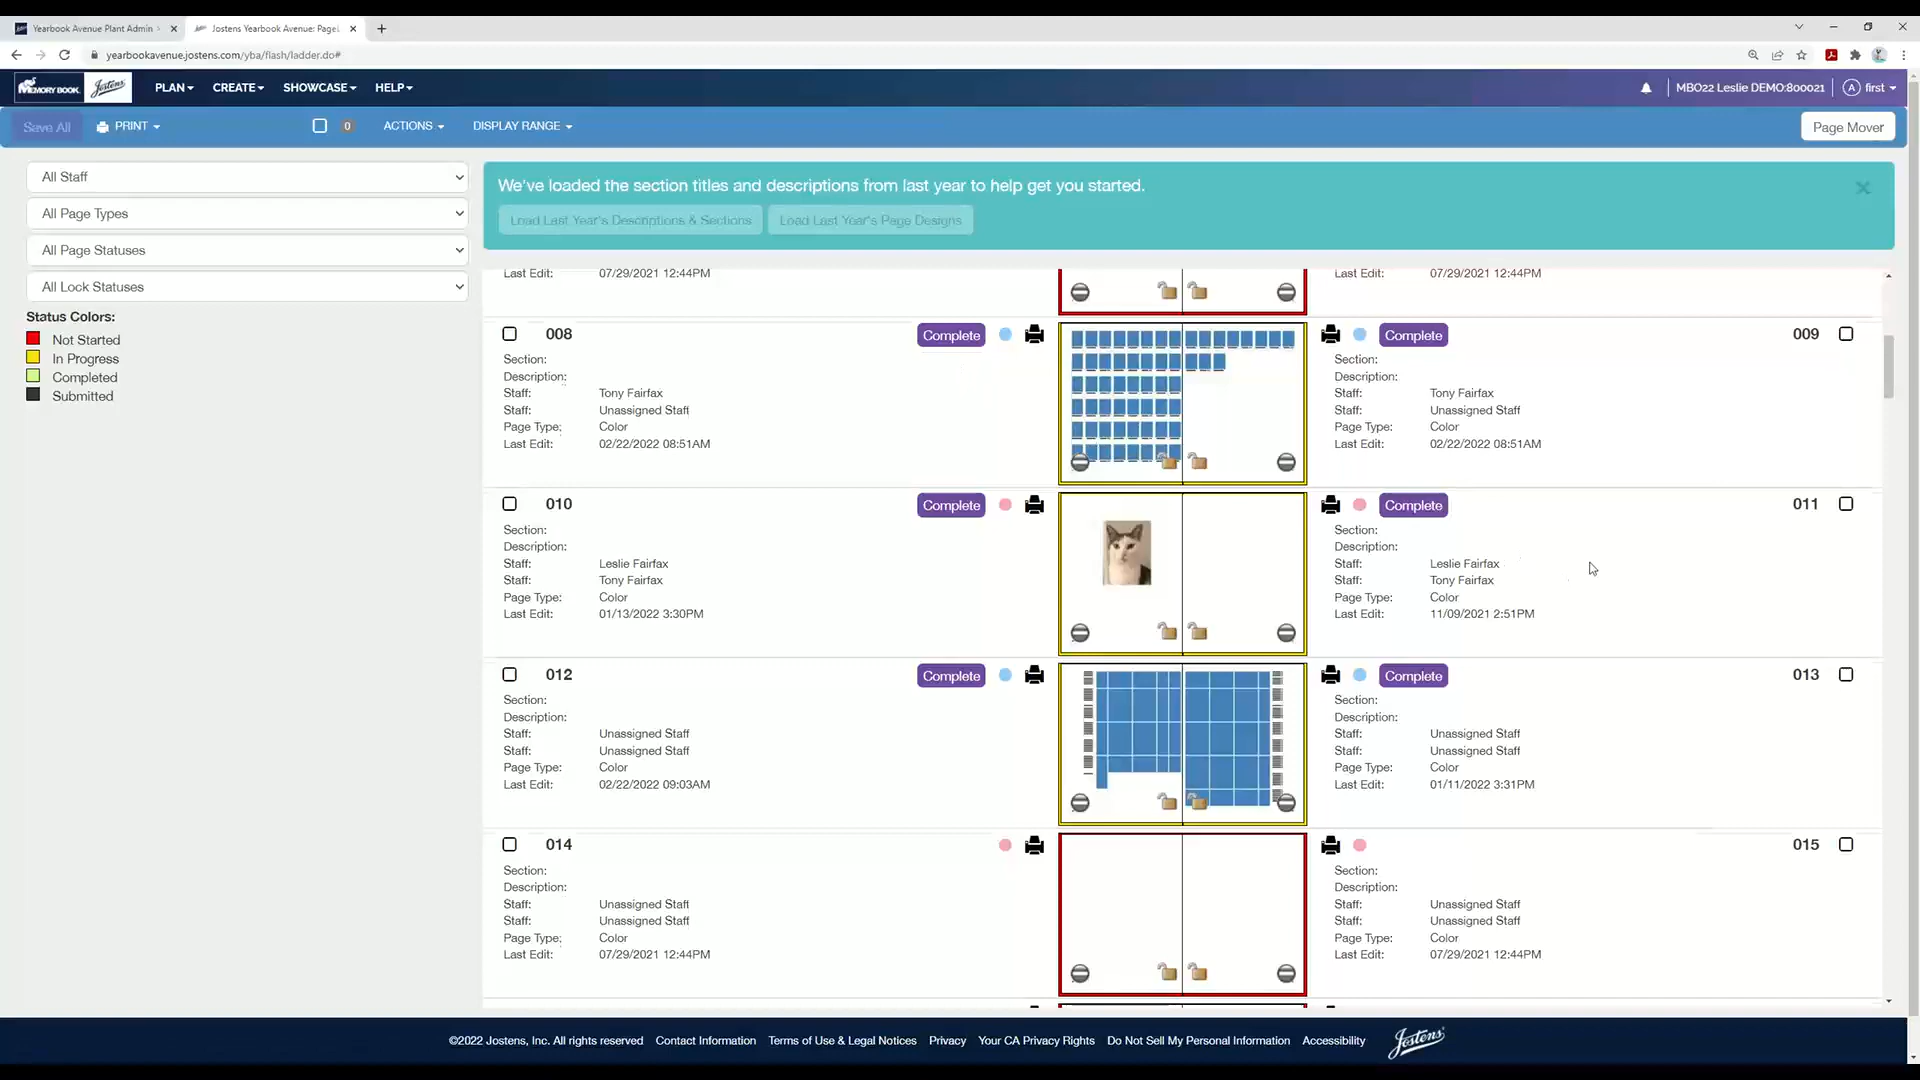 Yearbook Avenue Plant Admin
Jostens Yearbook Avenue: Page
yearbookavenue.jostens.com/yba/flash/ladder.do#
MEMORY BOOK. Jostens PLAN CREATE SHOWCASE HELP MBO22 Leslie DEMO:800021 A first
Save All PRINT 0 ACTIONS DISPLAY RANGE Page Mover
All Staff
All Page Types
All Page Statuses
All Lock Statuses
Status Colors:
Not Started
In Progress
Completed
Submitted
We've loaded the section titles and descriptions from last year to help get you started.
Load Last Year's Descriptions & Sections Load Last Year's Page Designs
Last Edit: 07/29/2021 12:44PM Last Edit: 07/29/2021 12:44PM
008 Complete Complete 009
Section: Section:
Description: Description:
Staff: Tony Fairfax Staff: Tony Fairfax
Staff: Unassigned Staff Staff: Unassigned Staff
Page Type: Color Page Type: Color
Last Edit: 02/22/2022 08:51AM Last Edit: 02/22/2022 08:51AM
010 Complete Complete 011
Section: Section:
Description: Description:
Staff: Leslie Fairfax Staff: Leslie Fairfax
Staff: Tony Fairfax Staff: Tony Fairfax
Page Type: Color Page Type: Color
Last Edit: 01/13/2022 3:30PM Last Edit: 11/09/2021 2:51PM
012 Complete Complete 013
Section: Section:
Description: Description:
Staff: Unassigned Staff Staff: Unassigned Staff
Staff: Unassigned Staff Staff: Unassigned Staff
Page Type: Color Page Type: Color
Last Edit: 02/22/2022 09:03AM Last Edit: 01/11/2022 3:31PM
014 015
Section: Section:
Description: Description:
Staff: Unassigned Staff Staff: Unassigned Staff
Staff: Unassigned Staff Staff: Unassigned Staff
Page Type: Color Page Type: Color
Last Edit: 07/29/2021 12:44PM Last Edit: 07/29/2021 12:44PM
©2022 Jostens, Inc. All rights reserved Contact Information Terms of Use & Legal Notices Privacy Your CA Privacy Rights Do Not Sell My Personal Information Accessibility Jostens